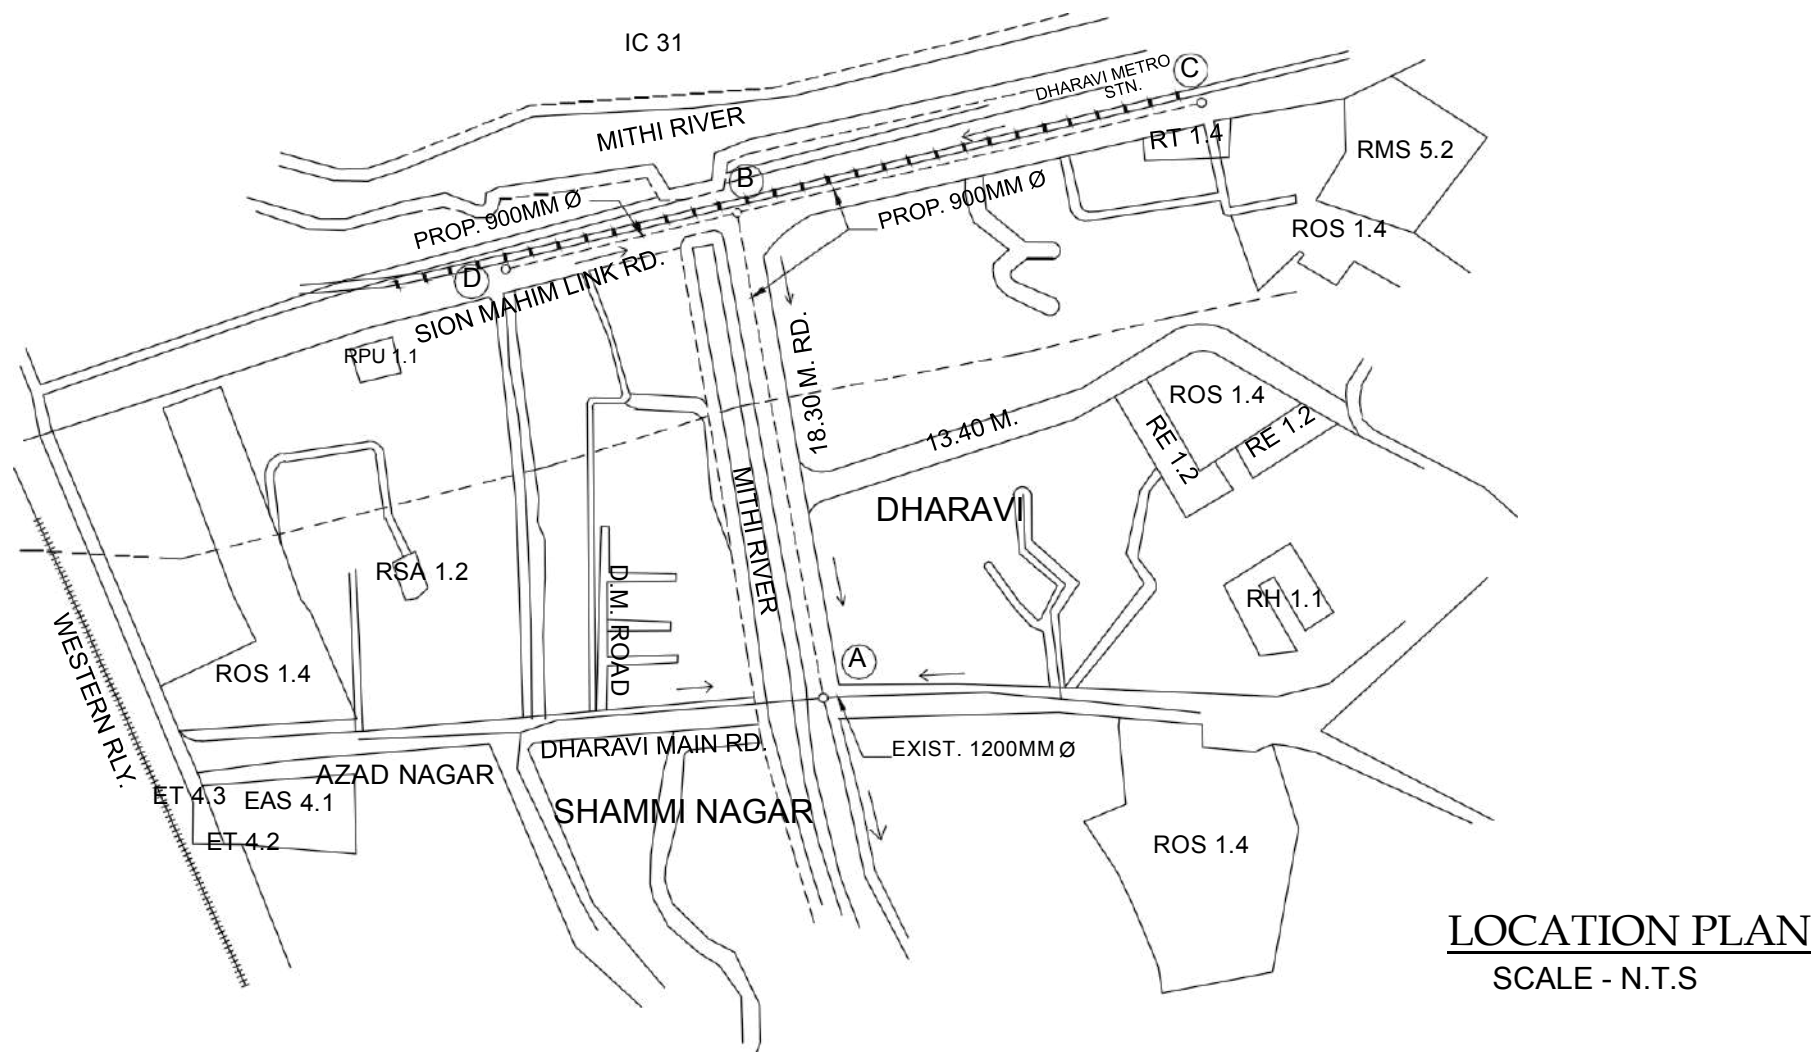 IC 31
MITHI RIVER
DHARAVI METRO
STN.
C
RT 1.4
RMS 5.2
B
PROP. 900MM Ø
PROP. 900MM Ø
ROS 1.4
D
SION MAHIM LINK RD.
RPU 1.1
18.30 M. RD.
13.40 M.
ROS 1.4
RE 1.2
RE 1.2
MITHI RIVER
DHARAVI
RSA 1.2
D.M. ROAD
RH 1.1
WESTERN RLY.
ROS 1.4
A
DHARAVI MAIN RD.
EXIST. 1200MM Ø
AZAD NAGAR
ET 4.3
EAS 4.1
SHAMMI NAGAR
ET 4.2
ROS 1.4
LOCATION PLAN
SCALE - N.T.S